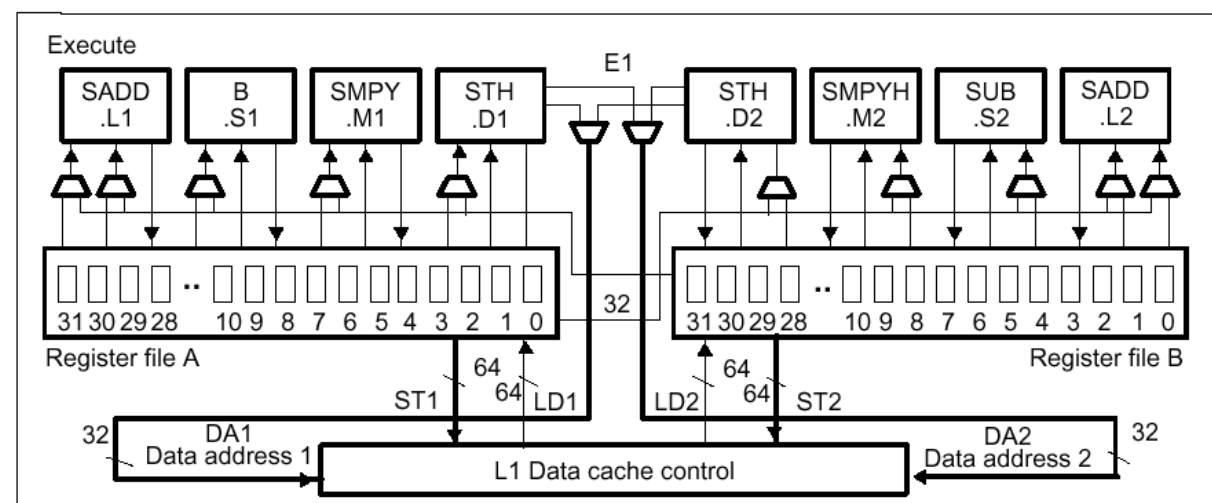 Execute
E1
SADD .L1
B .S1
SMPY .M1
STH .D1
STH .D2
SMPYH .M2
SUB .S2
SADD .L2
31 30 29 28 .. 10 9 8 7 6 5 4 3 2 1 0
32
31 30 29 28 .. 10 9 8 7 6 5 4 3 2 1 0
Register file A
Register file B
64
64
ST1
LD1
LD2
64
64
ST2
32
DA1
Data address 1
L1 Data cache control
DA2
Data address 2
32